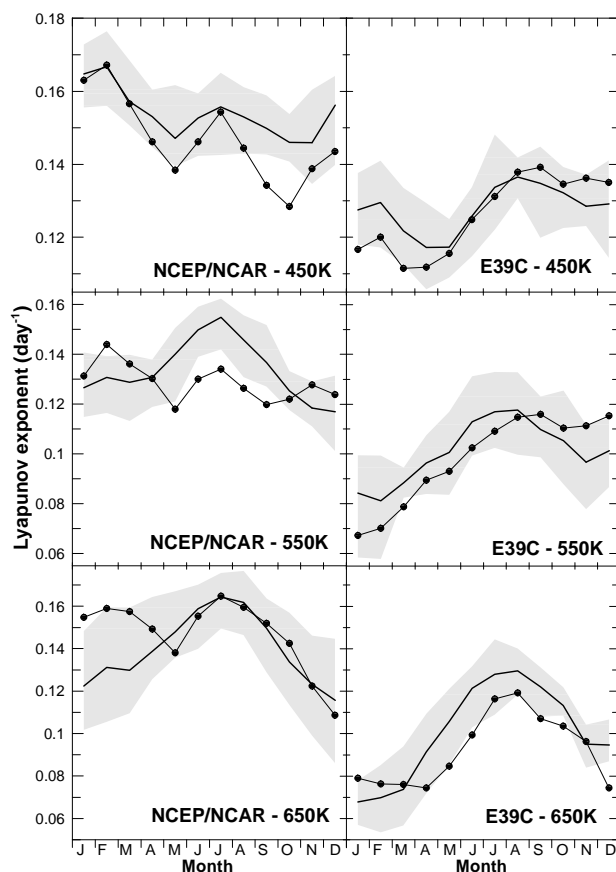 0.18
0.16
0.14
0.12
NCEP/NCAR - 450K
E39C - 450K
0.16
0.14
0.12
0.1
0.08
0.06
NCEP/NCAR - 550K
E39C - 550K
Lyapunov exponent (day⁻¹)
0.16
0.12
0.1
0.08
0.06
NCEP/NCAR - 650K
E39C - 650K
J F M A M J J A S O N D
J F M A M J J A S O N D
Month
Month